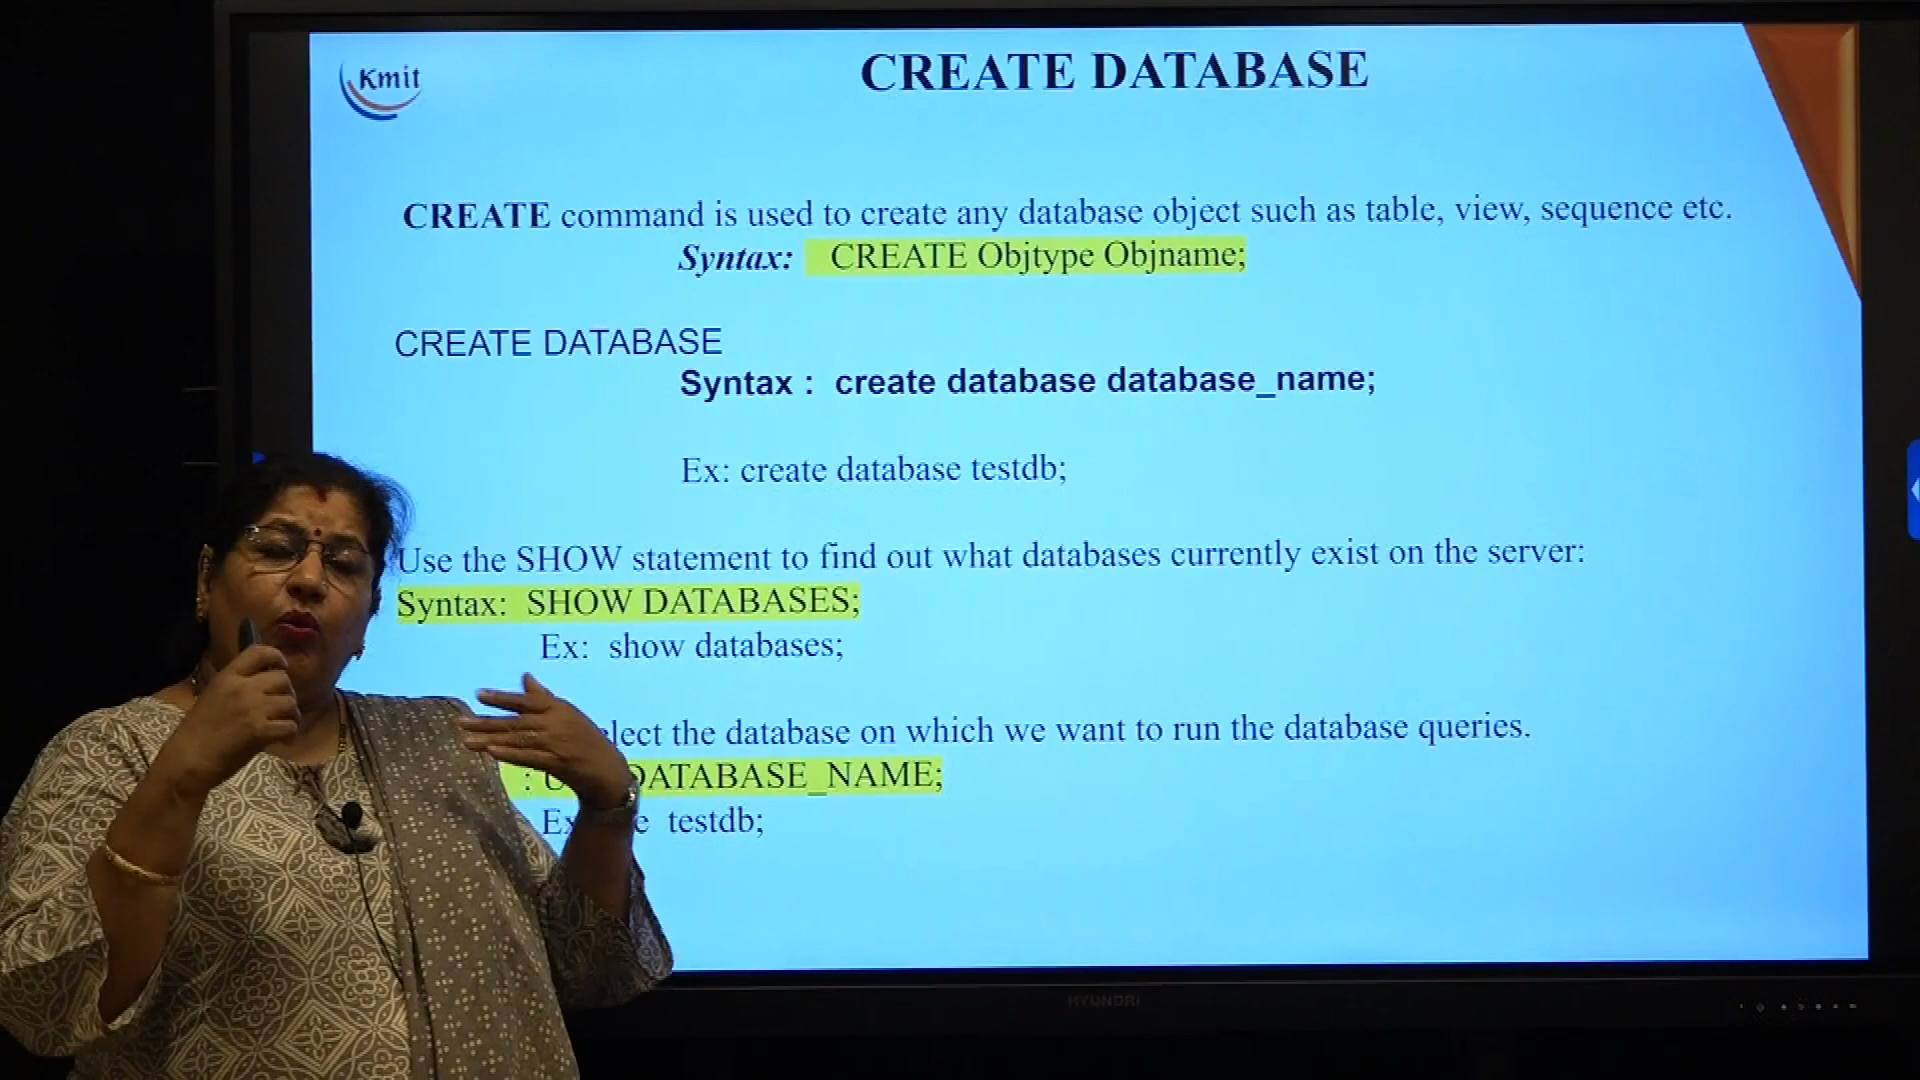 Kmit
CREATE DATABASE
CREATE command is used to create any database object such as table, view, sequence etc.
Syntax: CREATE Objtype Objname;
CREATE DATABASE
Syntax : create database database_name;
Ex: create database testdb;
Use the SHOW statement to find out what databases currently exist on the server:
Syntax: SHOW DATABASES;
Ex: show databases;
the database on which we want to run the database queries.
: DATABASE_NAME;
testdb;
HYUNDRI